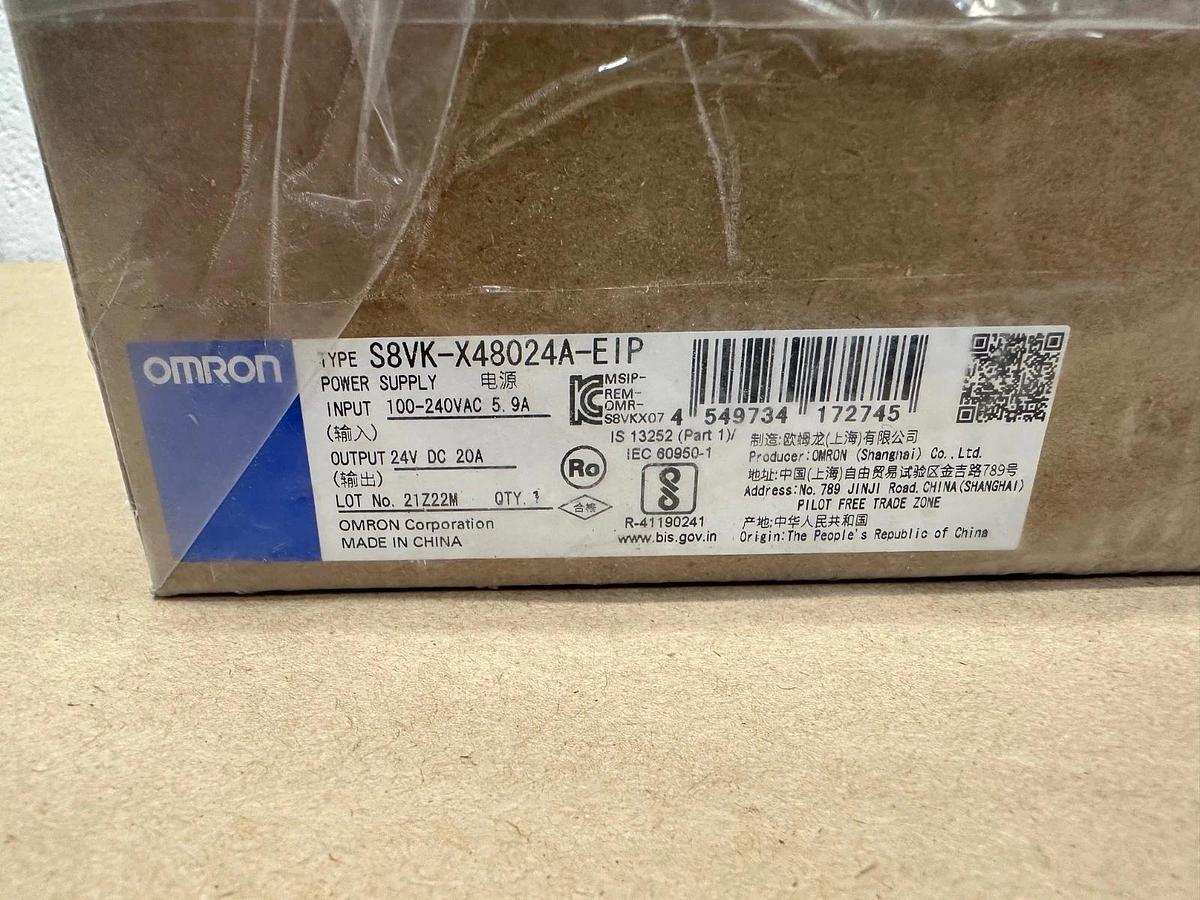 OMRON
TYPE S8VK-X48024A-EIP
POWER SUPPLY 电源
INPUT 100-240VAC 5.9A
(输入)
OUTPUT 24V DC 20A
(输出)
LOT No. 21Z22M QTY. 1
OMRON Corporation
MADE IN CHINA
MSIP-
REM-
OMR-
S8VKX07
4 549734 172745
IS 13252 (Part 1)/
IEC 60950-1
R-41190241
www.bis.gov.in
合格
制造:欧姆龙(上海)有限公司
Producer:OMRON (Shanghai) Co.,Ltd.
地址:中国(上海)自由贸易试验区金吉路789号
Address:No.789 JINJI Road,CHINA(SHANGHAI)
PILOT FREE TRADE ZONE
产地:中华人民共和国
Origin:The People's Republic of China